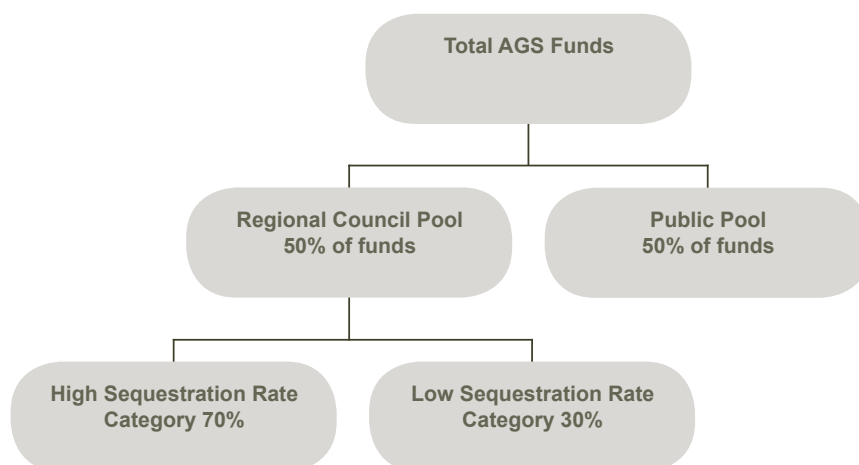 Total AGS Funds
Regional Council Pool
50% of funds
Public Pool
50% of funds
High Sequestration Rate
Category 70%
Low Sequestration Rate
Category 30%